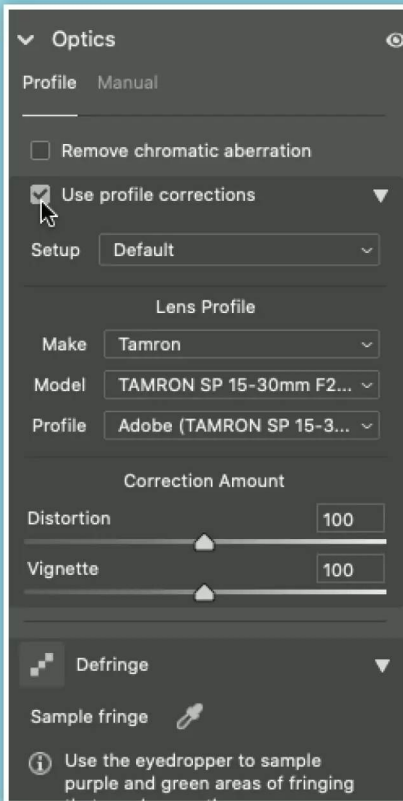 Optics
Profile Manual
Remove chromatic aberration
Use profile corrections
Setup Default
Lens Profile
Make Tamron
Model TAMRON SP 15-30mm F2...
Profile Adobe (TAMRON SP 15-3...
Correction Amount
Distortion 100
Vignette 100
Defringe
Sample fringe
Use the eyedropper to sample
purple and green areas of fringing